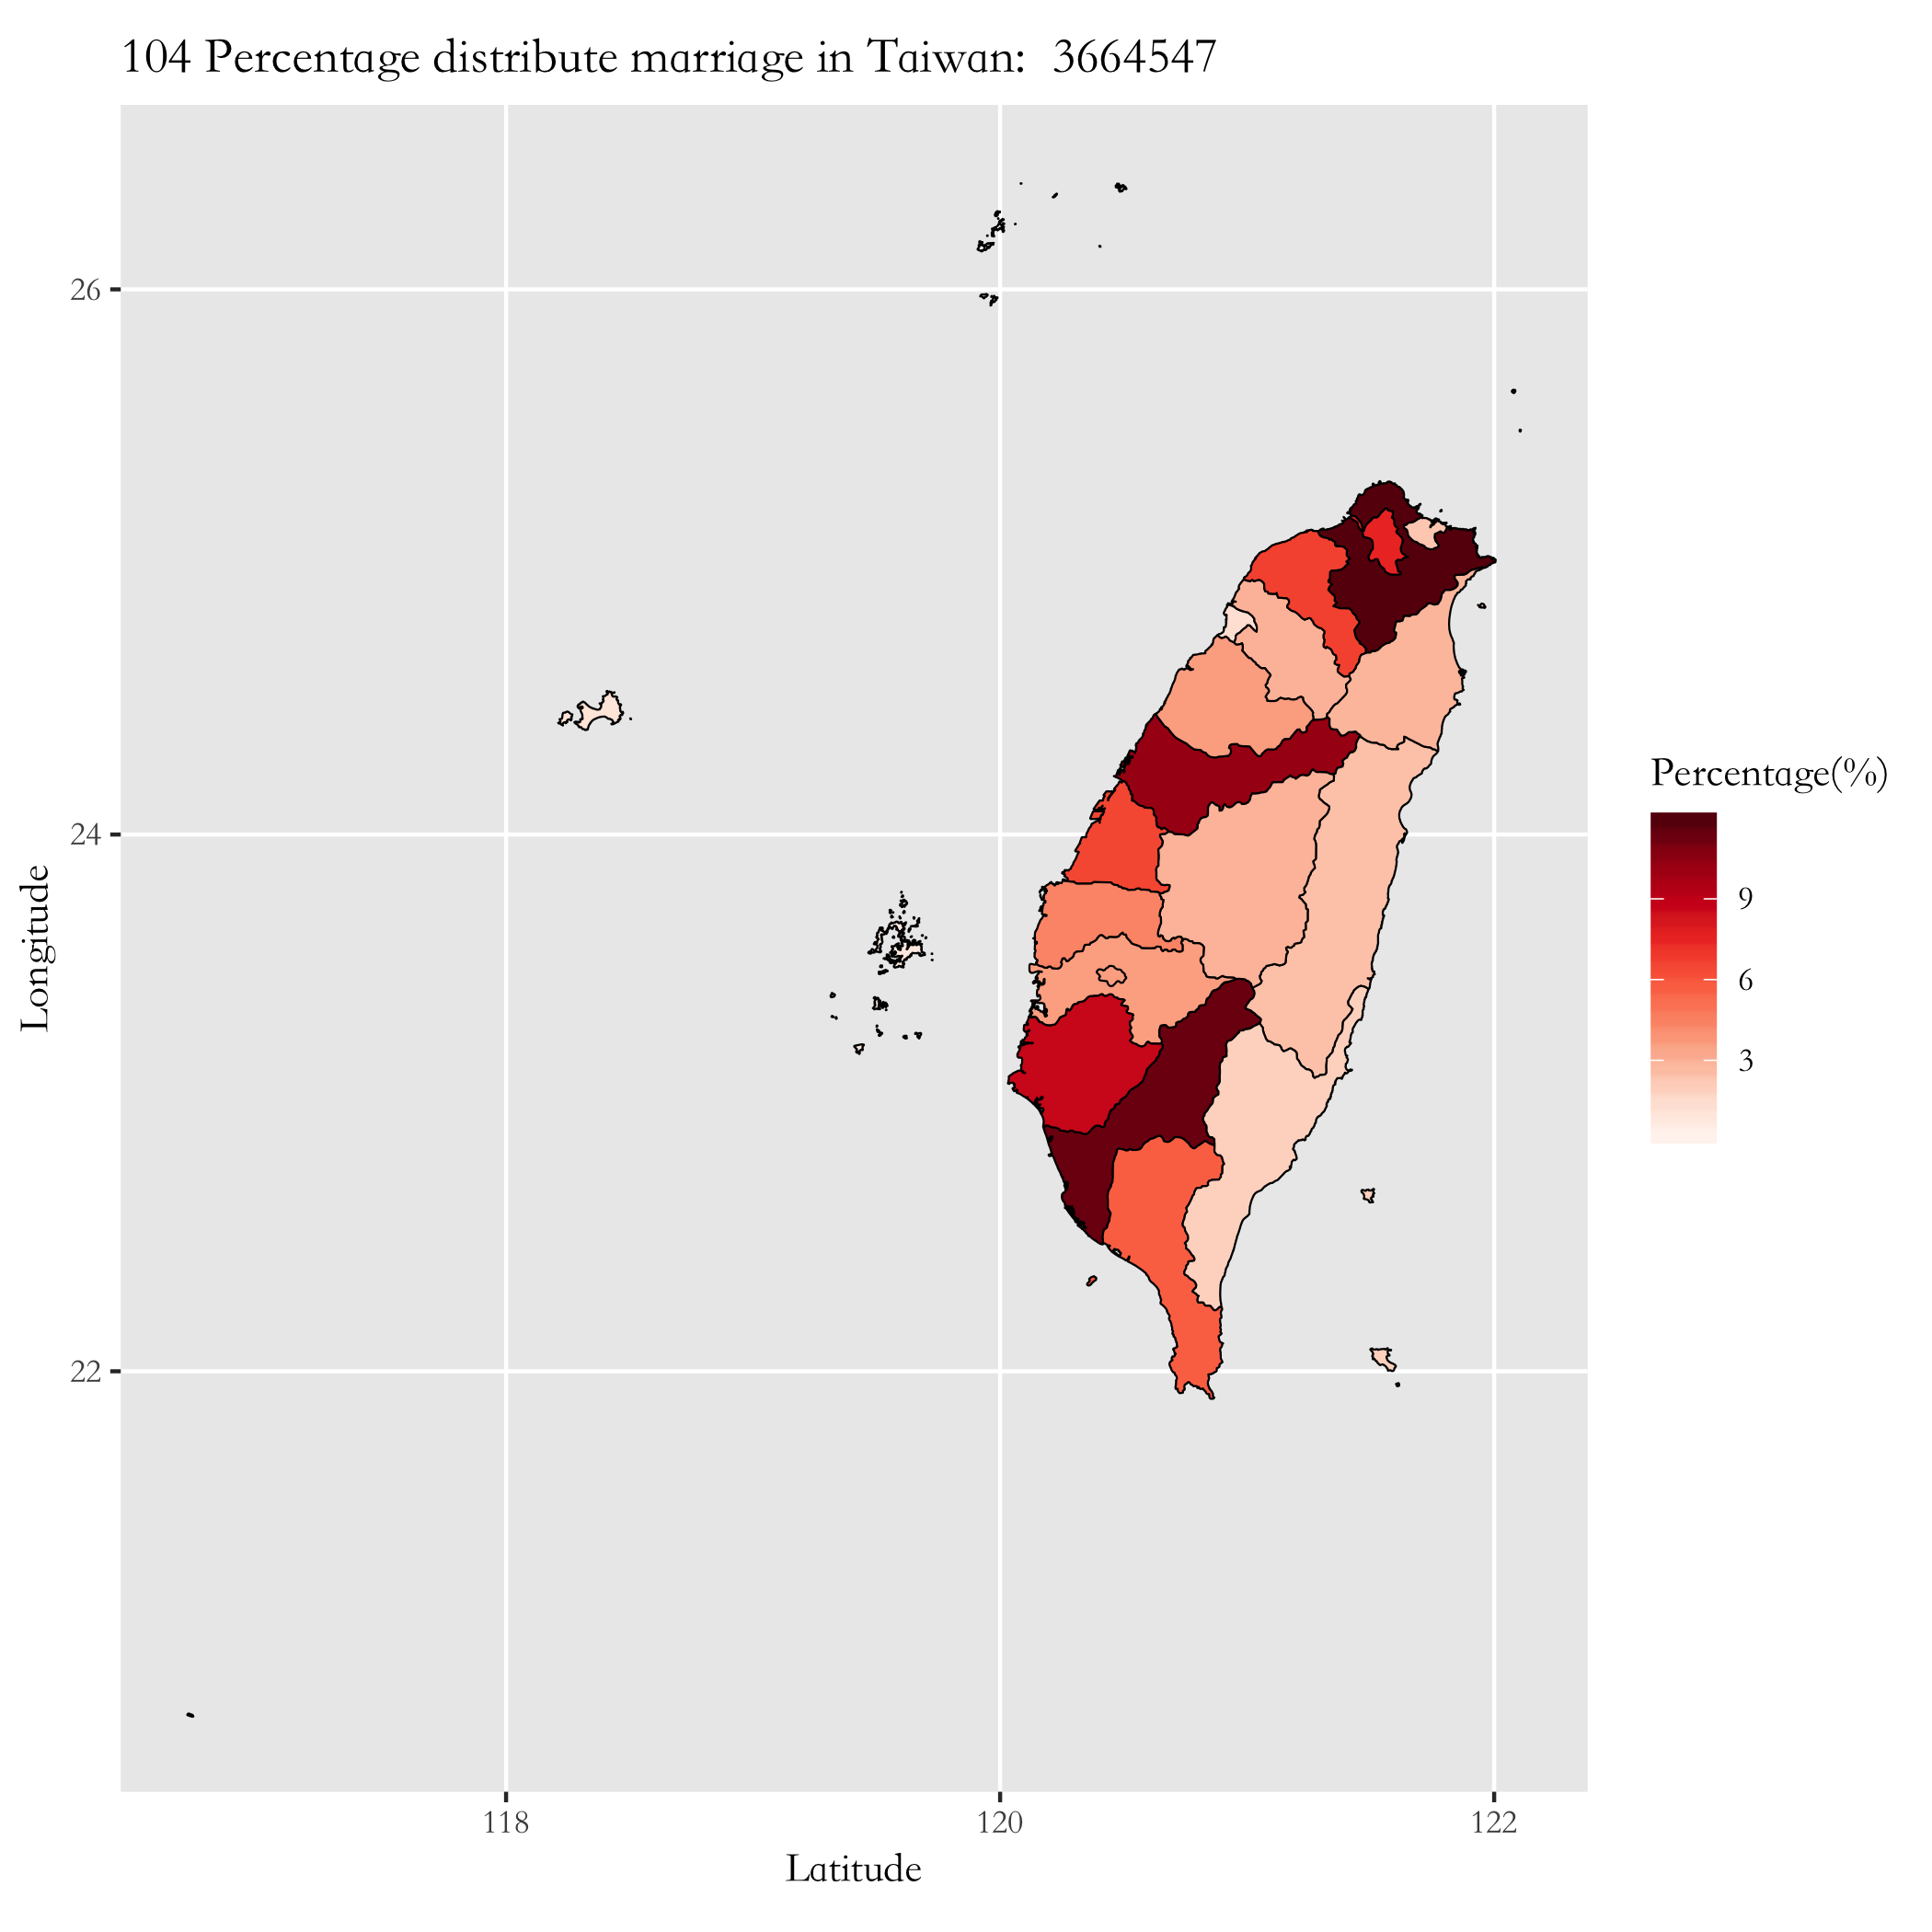 104 Percentage distribute marriage in Taiwan:  3664547
26
24
22
Longitude
118
120
122
Latitude
Percentage(%)
9
6
3